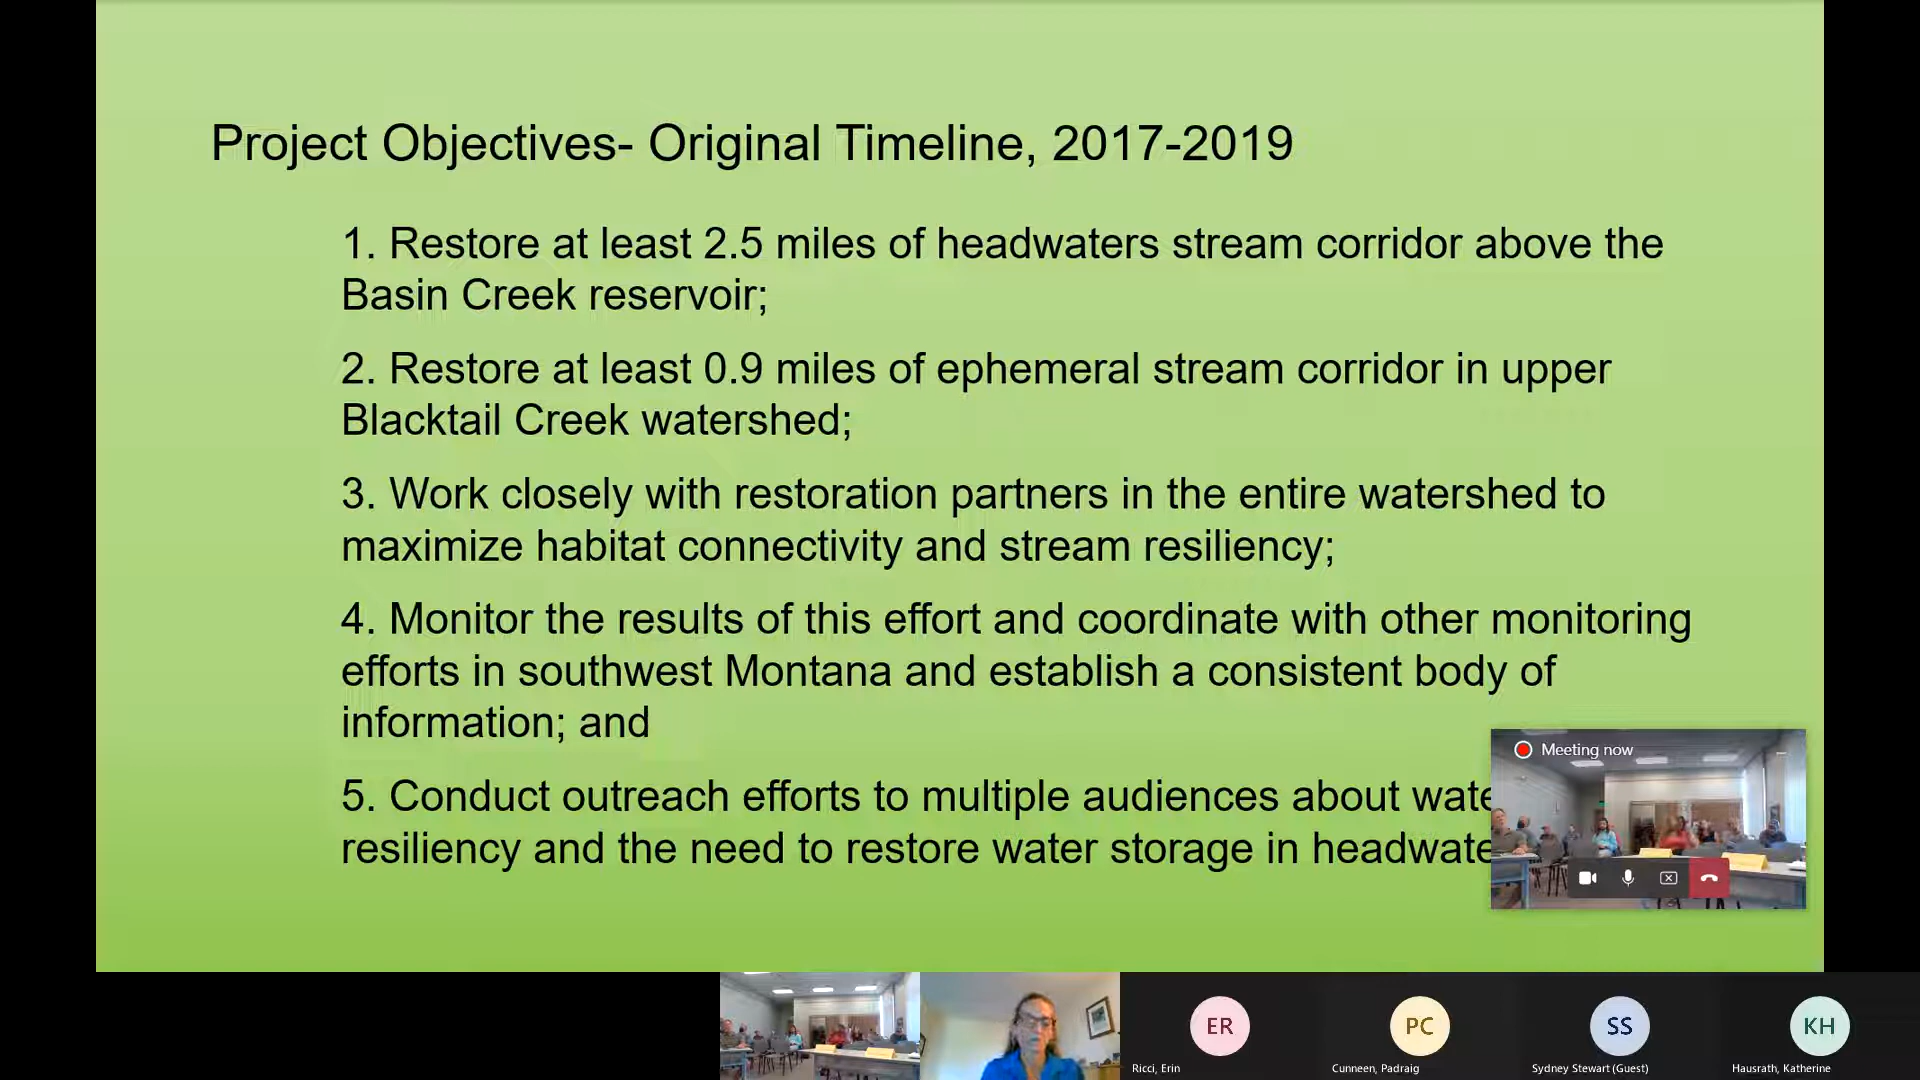 Project Objectives- Original Timeline, 2017-2019
1. Restore at least 2.5 miles of headwaters stream corridor above the
Basin Creek reservoir;
2. Restore at least 0.9 miles of ephemeral stream corridor in upper
Blacktail Creek watershed;
3. Work closely with restoration partners in the entire watershed to
maximize habitat connectivity and stream resiliency;
4. Monitor the results of this effort and coordinate with other monitoring
efforts in southwest Montana and establish a consistent body of
information; and
5. Conduct outreach efforts to multiple audiences about wate
resiliency and the need to restore water storage in headwate
Meeting now
ER
PC
SS
KH
Ricci, Erin
Cunneen, Padraig
Sydney Stewart (Guest)
Hausrath, Katherine